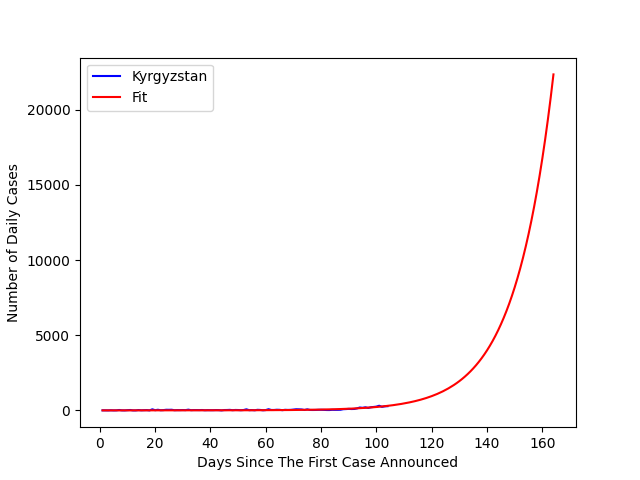 Kyrgyzstan
Fit
20000
15000
10000
5000
0
Number of Daily Cases
0 20 40 60 80 100 120 140 160
Days Since The First Case Announced